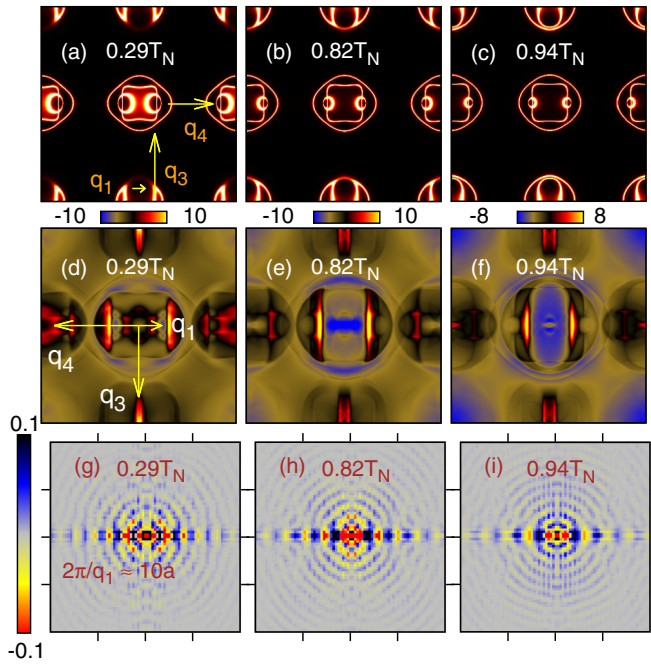 (a) 0.29T_N (b) 0.82T_N (c) 0.94T_N
q_4
q_1 q_3
-10 10 -10 10 -8 8
(d) 0.29T_N (e) 0.82T_N (f) 0.94T_N
q_1
q_4
q_3
0.1
(g) 0.29T_N (h) 0.82T_N (i) 0.94T_N
2π/q_1 ≈ 10a
-0.1